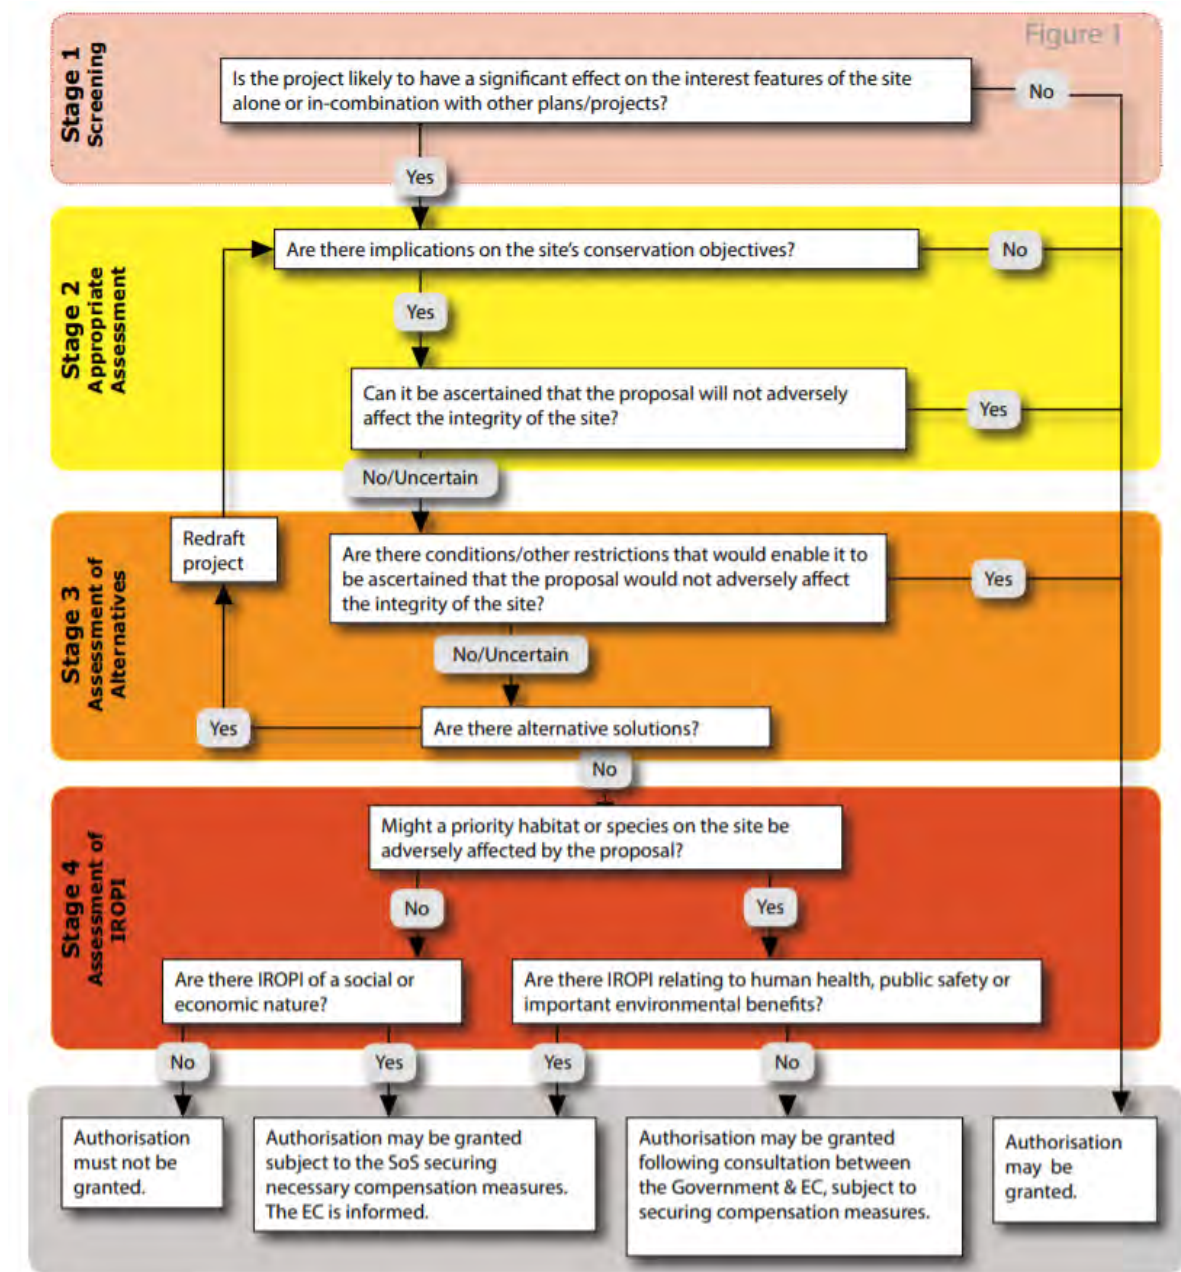 Figure 1
Stage 1
Screening
Is the project likely to have a significant effect on the interest features of the site
alone or in-combination with other plans/projects?
No
Yes
Stage 2
Appropriate
Assessment
Are there implications on the site's conservation objectives?
No
Yes
Can it be ascertained that the proposal will not adversely
affect the integrity of the site?
Yes
No/Uncertain
Stage 3
Assessment of
Alternatives
Redraft
project
Are there conditions/other restrictions that would enable it to
be ascertained that the proposal would not adversely affect
the integrity of the site?
Yes
No/Uncertain
Are there alternative solutions?
Yes
No
Stage 4
Assessment of
IROPI
Might a priority habitat or species on the site be
adversely affected by the proposal?
No
Yes
Are there IROPI of a social or
economic nature?
Are there IROPI relating to human health, public safety or
important environmental benefits?
No
Yes
Yes
No
Authorisation
must not be
granted.
Authorisation may be granted
subject to the SoS securing
necessary compensation measures.
The EC is informed.
Authorisation may be granted
following consultation between
the Government & EC, subject to
securing compensation measures.
Authorisation
may be
granted.